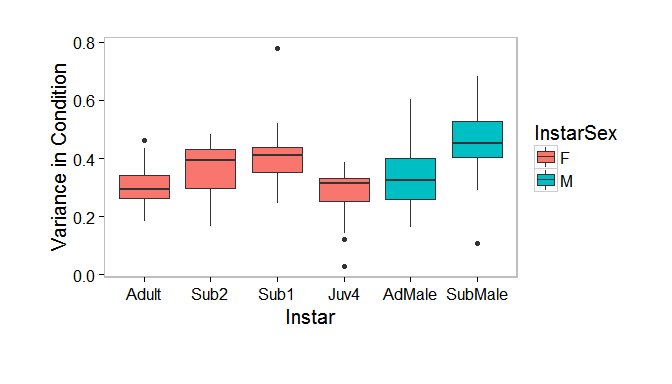 0.8
0.6
0.4
0.2
0.0
Variance in Condition
Adult Sub2 Sub1 Juv4 AdMale SubMale
Instar
InstarSex
F
M